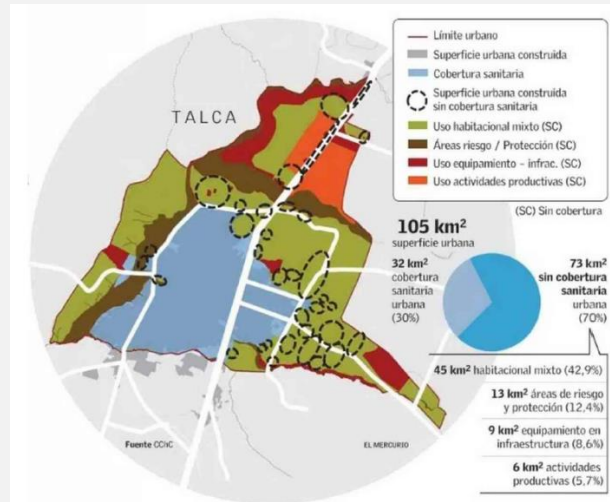 TALCA
Límite urbano
Superficie urbana construida
Cobertura sanitaria
Superficie urbana construida
sin cobertura sanitaria
Uso habitacional mixto (SC)
Áreas riesgo / Protección (SC)
Uso equipamiento – infrac. (SC)
Uso actividades productivas (SC)
(SC) Sin cobertura
105 km²
superficie urbana
32 km²
cobertura
sanitaria
urbana
(30%)
73 km²
sin cobertura
sanitaria
urbana
(70%)
45 km² habitacional mixto (42,9%)
13 km² áreas de riesgo
y protección (12,4%)
9 km² equipamiento en
infraestructura (8,6%)
6 km² actividades
productivas (5,7%)
Fuente CChC
EL MERCURIO